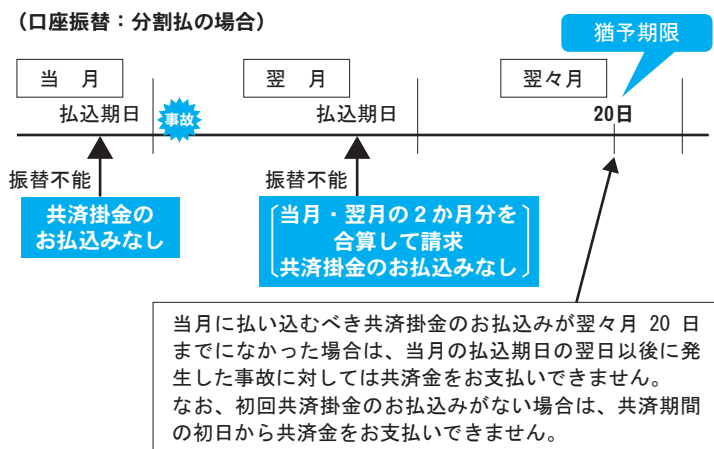 （口座振替：分割払の場合）
猶予期限
当　月
翌　月
翌々月
払込期日
事故
払込期日
20日
振替不能
振替不能
共済掛金の
お払込みなし
当月・翌月の２か月分を
合算して請求
共済掛金のお払込みなし
当月に払い込むべき共済掛金のお払込みが翌々月 20 日
までになかった場合は、当月の払込期日の翌日以後に発
生した事故に対しては共済金をお支払いできません。
なお、初回共済掛金のお払込みがない場合は、共済期間
の初日から共済金をお支払いできません。